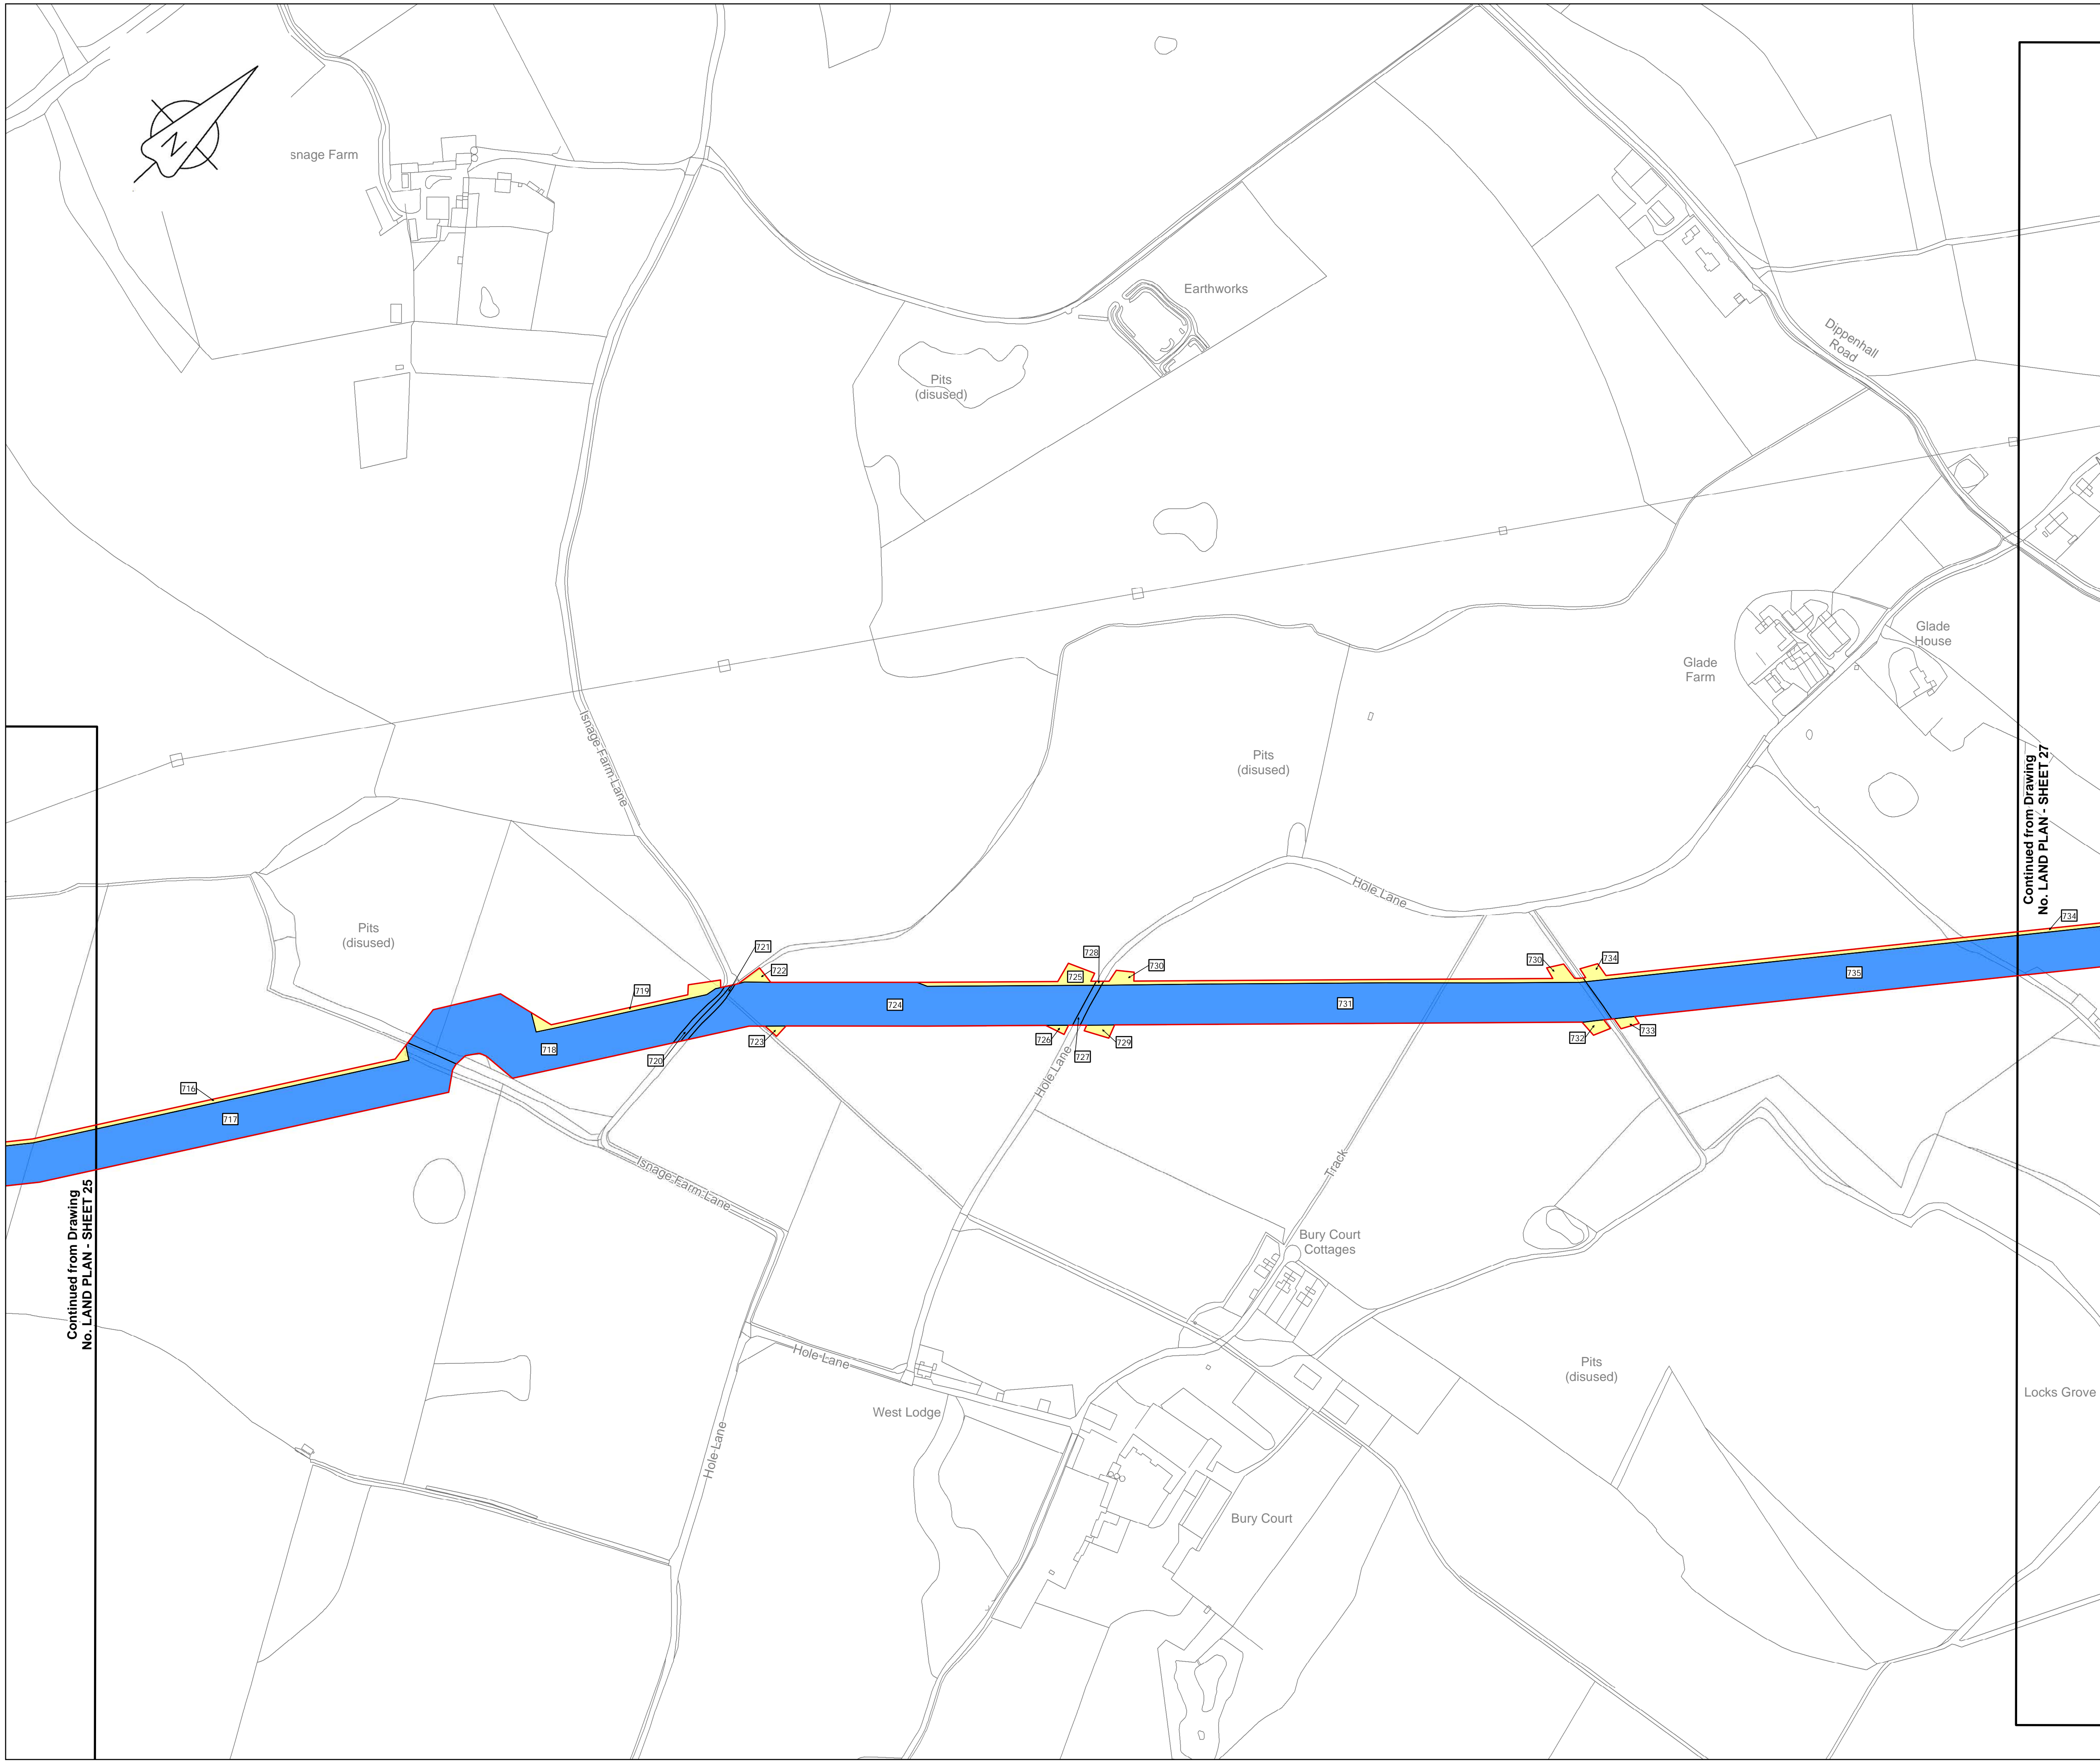 N
snage Farm
Earthworks
Dippenhall
Road
Pits
(disused)
Glade
House
Glade
Farm
Isnage Farm Lane
Pits
(disused)
Continued from Drawing
No. LAND PLAN - SHEET 27
Hole Lane
Pits
(disused)
734
721
722
728
725
730
730
734
719
724
731
735
718
720
723
726
727
729
732
733
716
717
Hole Lane
Isnage Farm Lane
Track
Continued from Drawing
No. LAND PLAN - SHEET 25
Bury Court
Cottages
Hole Lane
Pits
(disused)
Locks Grove
West Lodge
Hole Lane
Bury Court